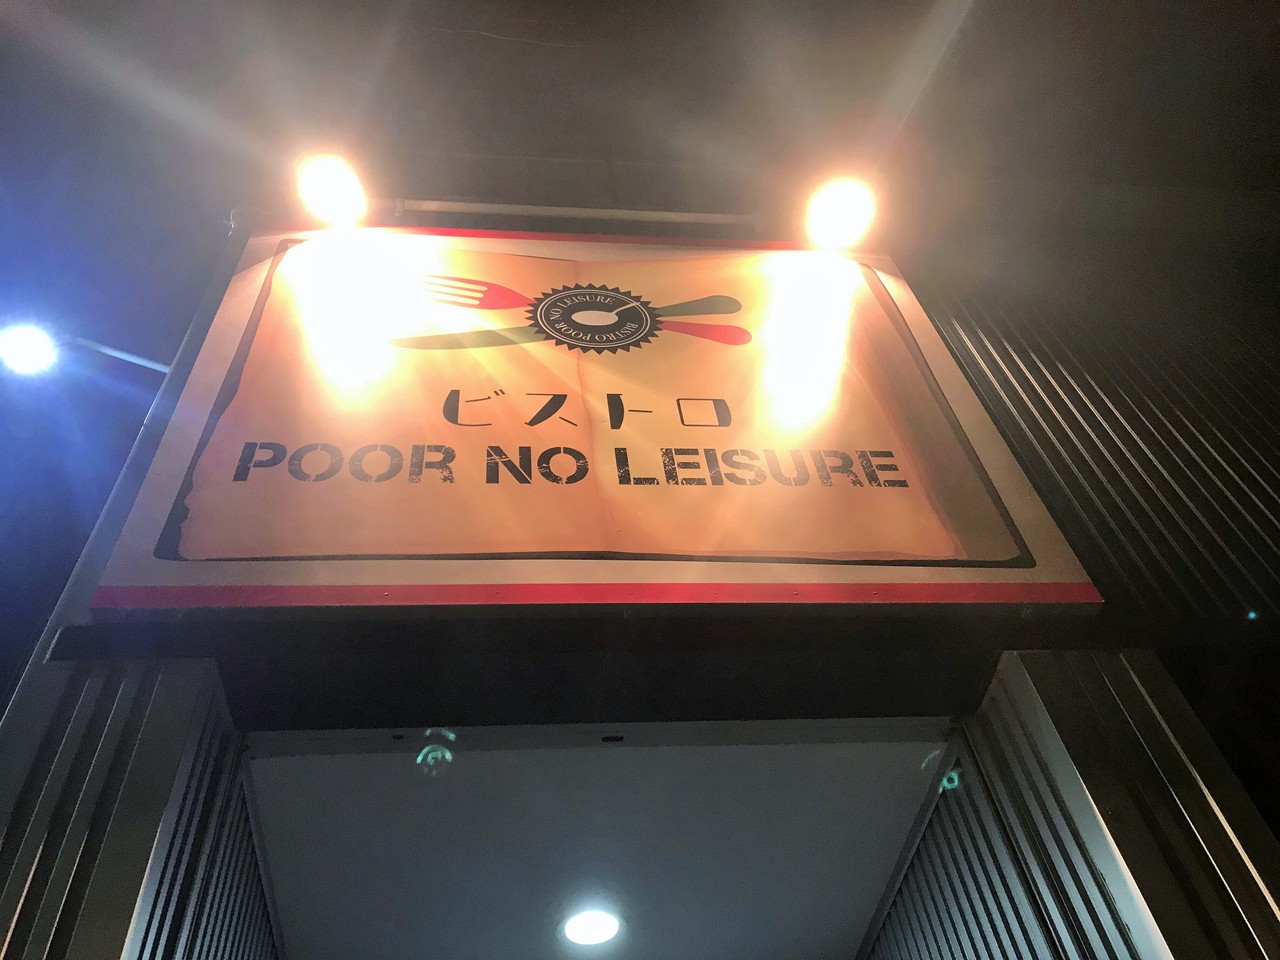 BISTRO POOR NO LEISURE
ビストロ
POOR NO LEISURE